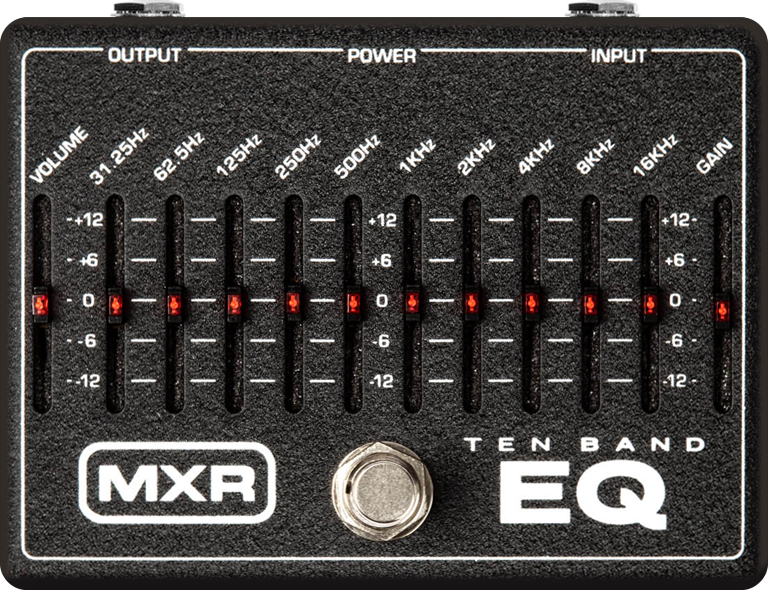 OUTPUT POWER INPUT
VOLUME 31.25Hz 62.5Hz 125Hz 250Hz 500Hz 1KHz 2KHz 4KHz 8KHz 16KHz GAIN
-+12 +12 +12-
+6 +6 +6
0 0 0
-6 -6 -6
-12 -12 -12-
TEN BAND
MXR EQ